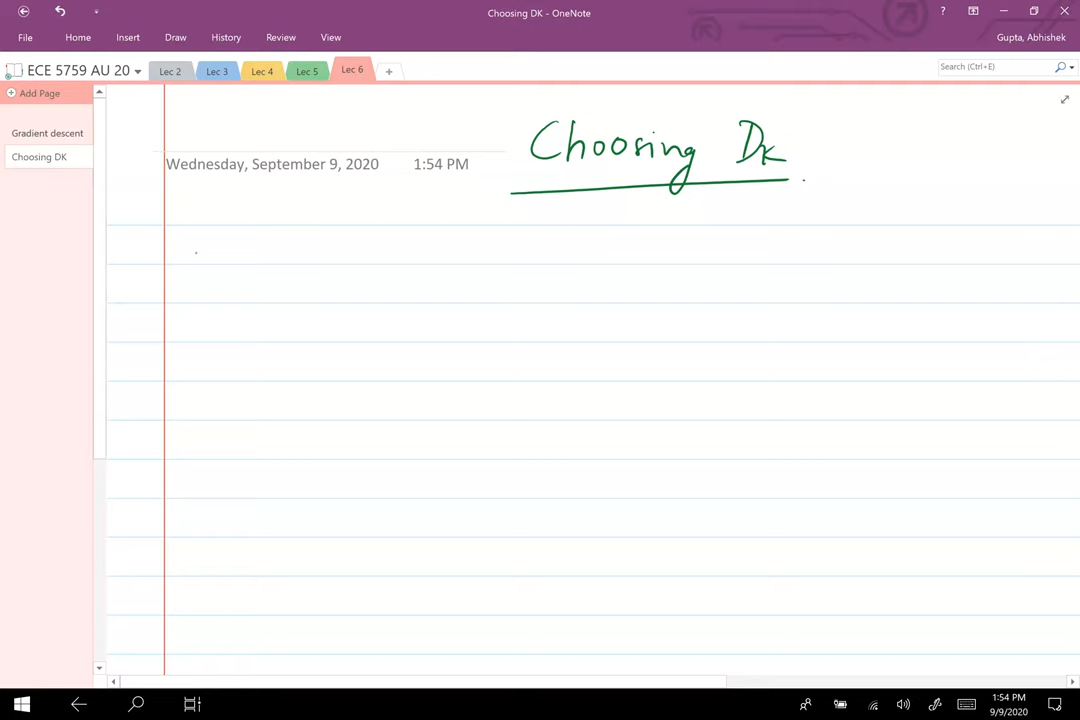 Choosing DK - OneNote
?
File Home Insert Draw History Review View
Gupta, Abhishek
ECE 5759 AU 20
Lec 2 Lec 3 Lec 4 Lec 5 Lec 6 +
Search (Ctrl+E)
Add Page
Gradient descent
Choosing DK
Choosing DK
Wednesday, September 9, 2020 1:54 PM
1:54 PM
9/9/2020